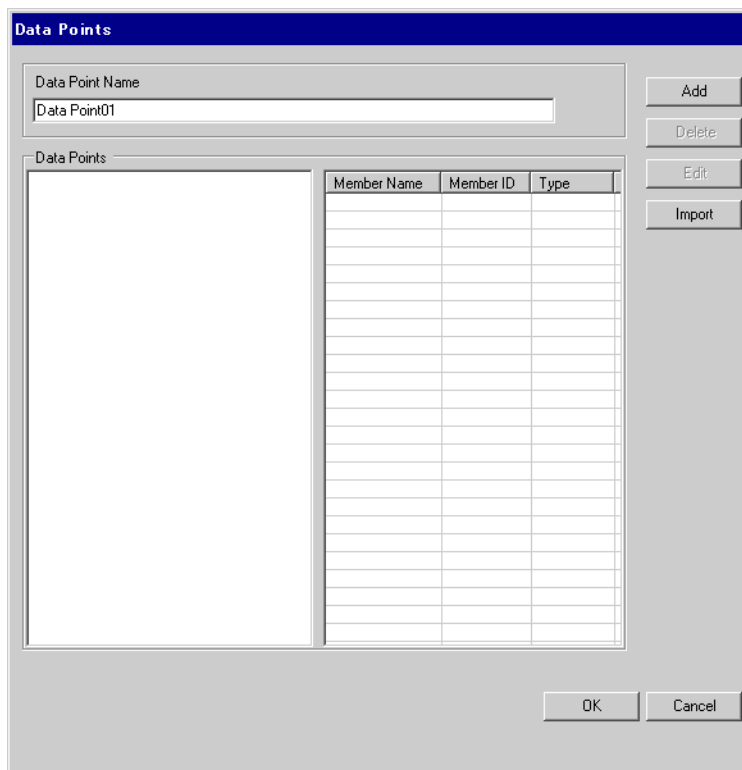 Data Points
Data Point Name
Data Point01
Add
Delete
Edit
Import
Data Points
Member Name Member ID Type
OK Cancel